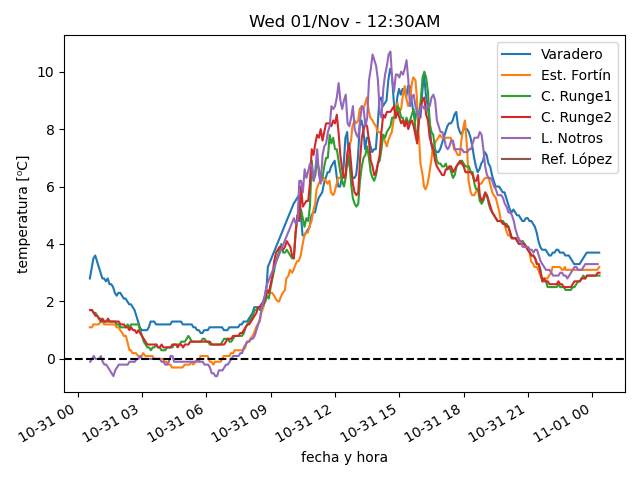 Wed 01/Nov - 12:30AM
temperatura [ºC]
10
8
6
4
2
0
Varadero
Est. Fortín
C. Runge1
C. Runge2
L. Notros
Ref. López
10-31 00
10-31 03
10-31 06
10-31 09
10-31 12
10-31 15
10-31 18
10-31 21
11-01 00
fecha y hora